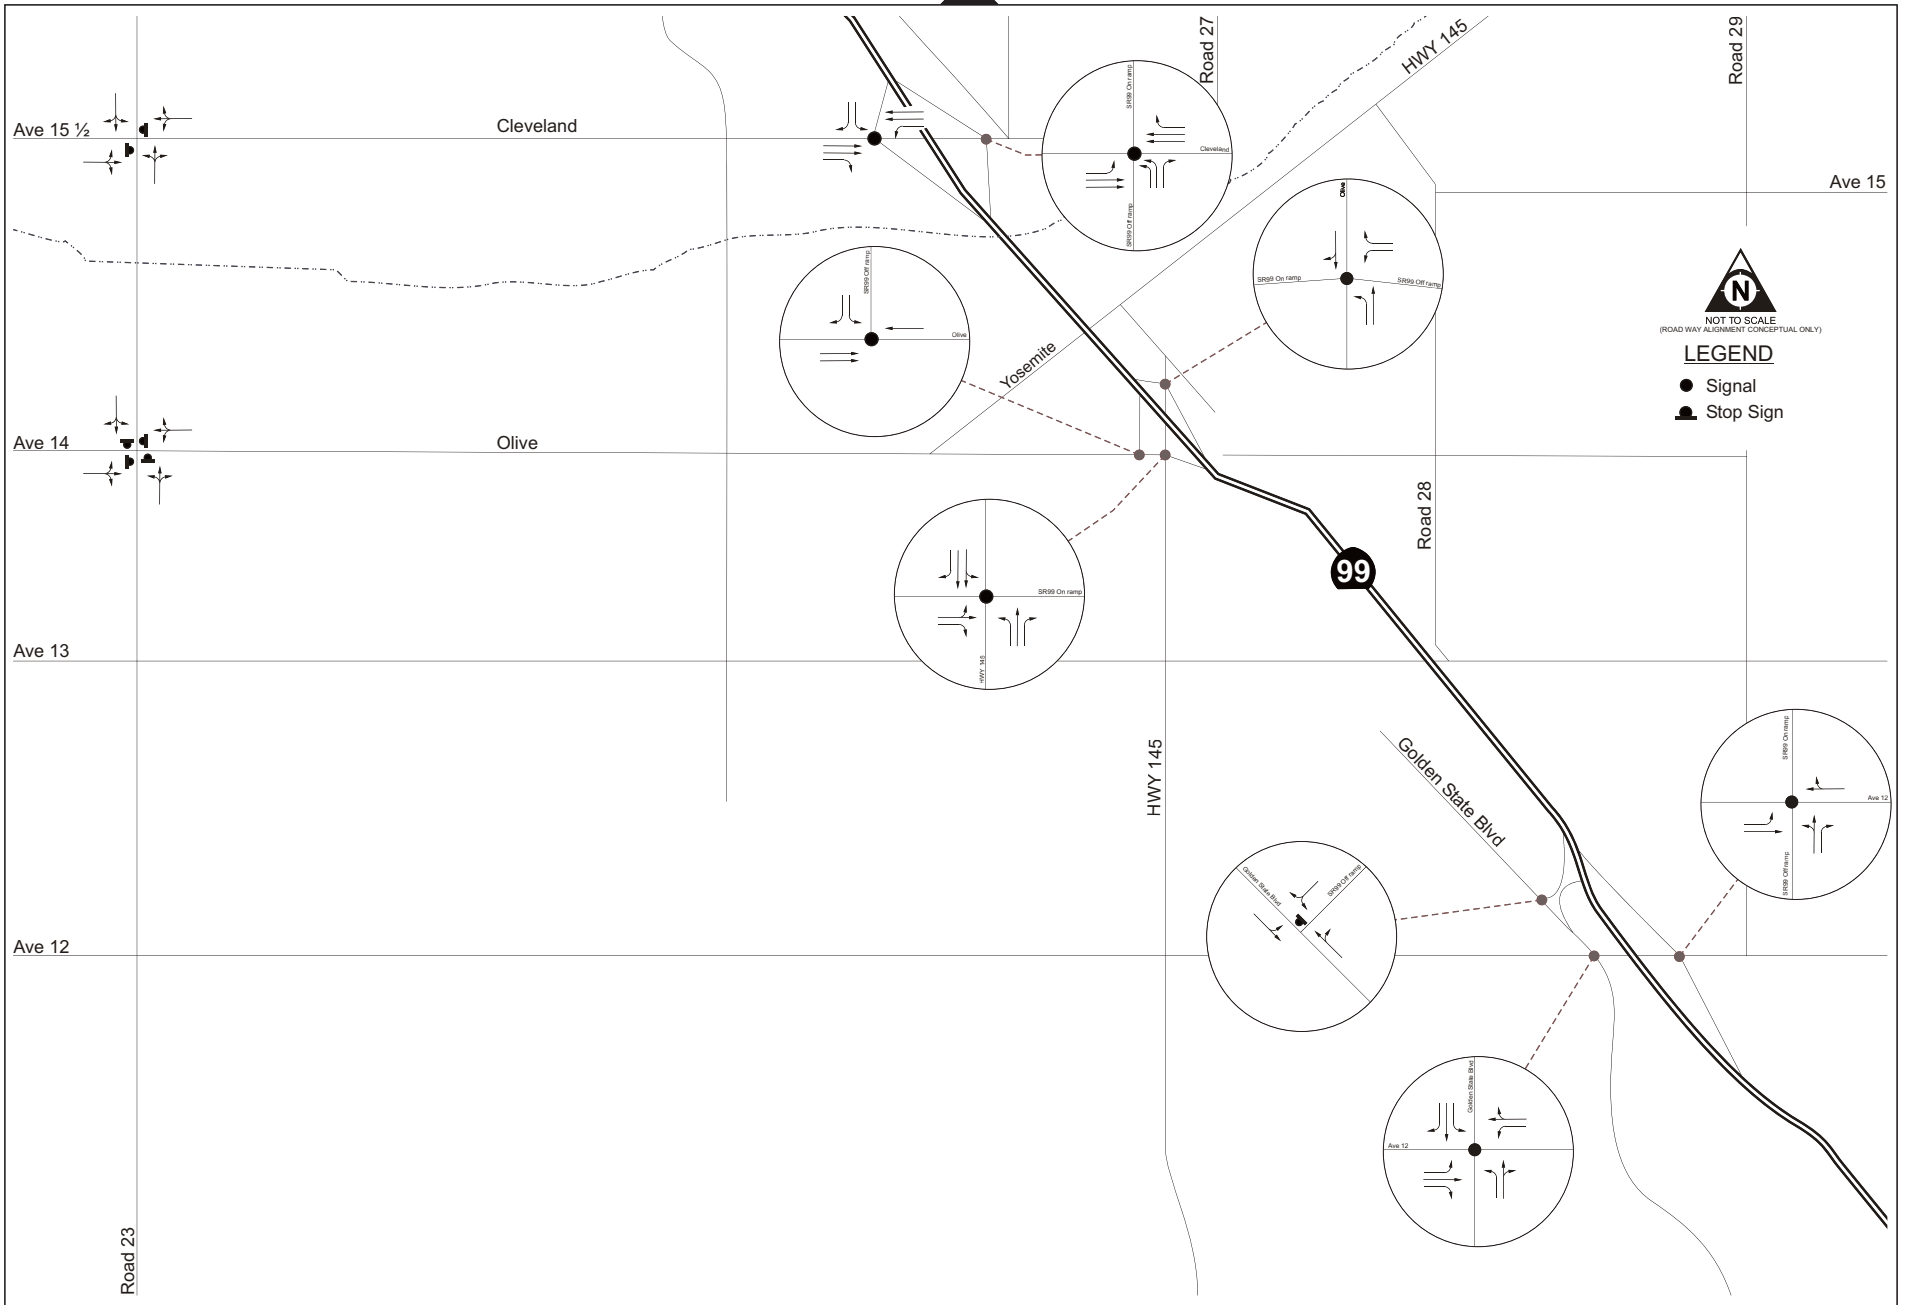 Road 27
HWY 145
Road 29
Ave 15 ½
Cleveland
SR99 On ramp
Cleveland
SR99 Off ramp
Ave 15
Olive
SR99 On ramp
SR99 Off ramp
SR99 Off ramp
Olive
Yosemite
N
NOT TO SCALE
(ROAD WAY ALIGNMENT CONCEPTUAL ONLY)
LEGEND
Signal
Stop Sign
Ave 14
Olive
Road 28
99
SR99 On ramp
HWY 145
Ave 13
HWY 145
Golden State Blvd
SR99 On ramp
Ave 12
SR99 Off ramp
Golden State Blvd
SR99 Off ramp
Ave 12
Golden State Blvd
Ave 12
Road 23